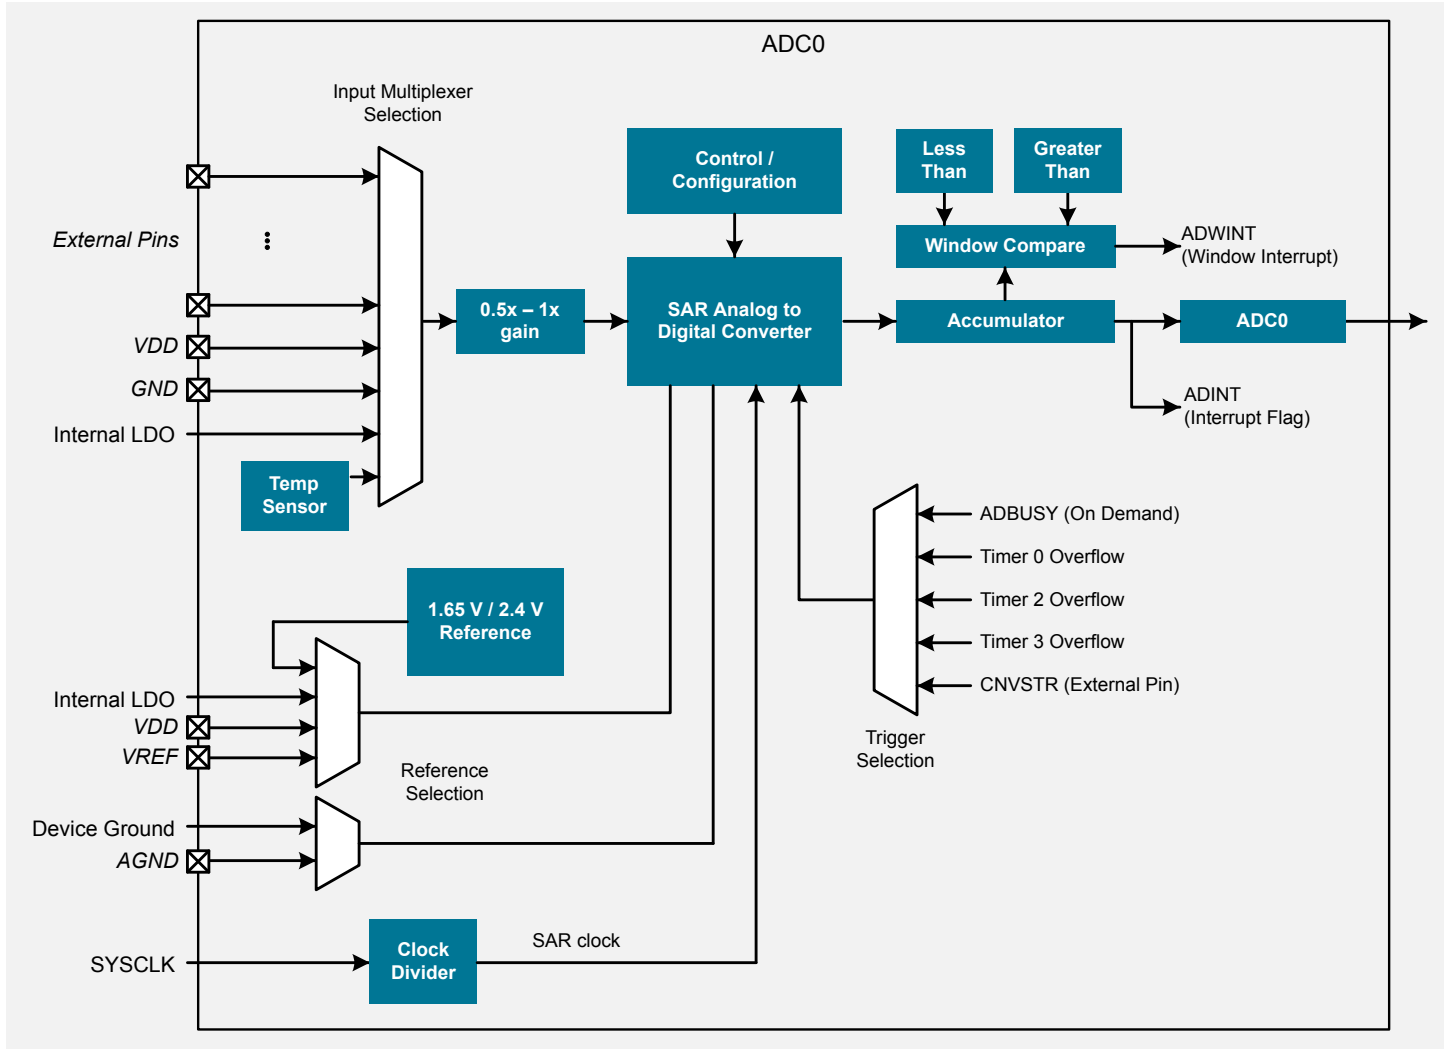 ADC0
Input Multiplexer
Selection
Control /
Configuration
Less
Than
Greater
Than
External Pins
Window Compare
ADWINT
(Window Interrupt)
0.5x – 1x
gain
SAR Analog to
Digital Converter
Accumulator
ADC0
VDD
GND
ADINT
(Interrupt Flag)
Internal LDO
Temp
Sensor
ADBUSY (On Demand)
Timer 0 Overflow
Timer 2 Overflow
Timer 3 Overflow
CNVSTR (External Pin)
Trigger
Selection
1.65 V / 2.4 V
Reference
Internal LDO
VDD
VREF
Reference
Selection
Device Ground
AGND
SYSCLK
Clock
Divider
SAR clock